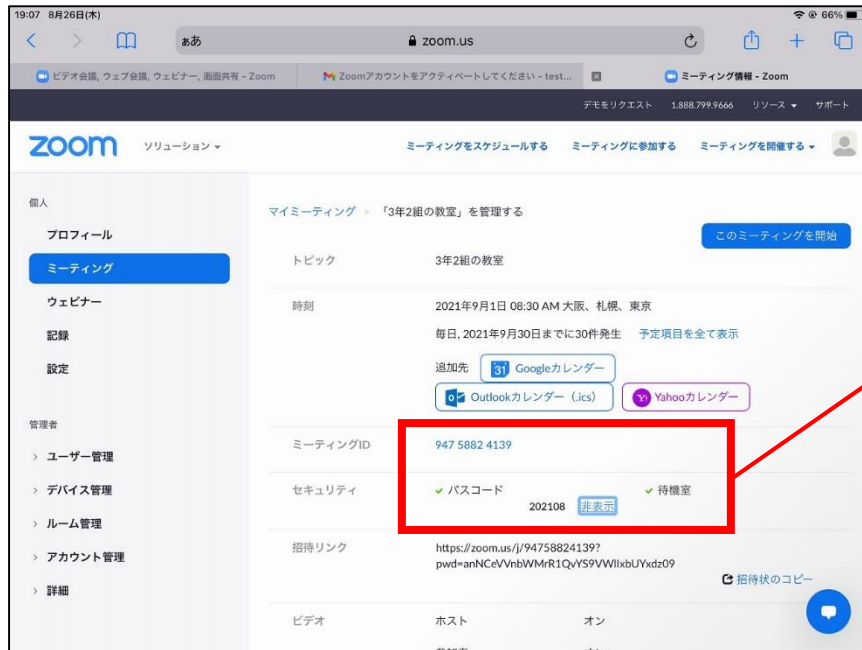 19:07 8月26日(木)
66%
ぁあ
zoom.us
ビデオ会議, ウェブ会議, ウェビナー, 画面共有 - Zoom
Zoomアカウントをアクティベートしてください - test...
ミーティング情報 - Zoom
デモをリクエスト 1.888.799.9666 リソース サポート
zoom
ソリューション
ミーティングをスケジュールする ミーティングに参加する ミーティングを開催する
個人
プロフィール
ミーティング
ウェビナー
記録
設定
管理者
ユーザー管理
デバイス管理
ルーム管理
アカウント管理
詳細
マイミーティング > 「3年2組の教室」を管理する
このミーティングを開始
トピック 3年2組の教室
時刻 2021年9月1日 08:30 AM 大阪、札幌、東京
毎日, 2021年9月30日までに30件発生 予定項目を全て表示
追加先 31 Googleカレンダー
Outlookカレンダー (.ics) Yahooカレンダー
ミーティングID 947 5882 4139
セキュリティ パスコード 待機室
202108 非表示
招待リンク https://zoom.us/j/94758824139?
pwd=anNCeVVnbWMrR1QvYS9VWllxbUYxdz09
招待状のコピー
ビデオ ホスト オン